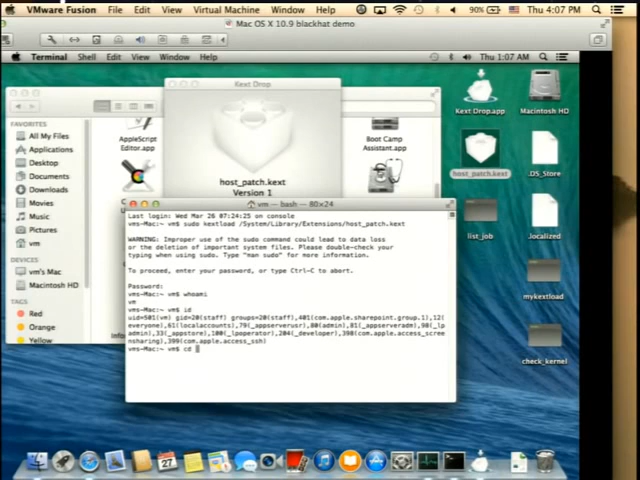 VMware Fusion File Edit View Virtual Machine Window Help 90% Thu 4:07 PM
Mac OS X 10.9 blackhat demo
Terminal Shell Edit View Window Help Thu 1:07 AM
Kext Drop
FAVORITES
All My Files
Applications
Desktop
Documents
Downloads
Movies
Music
Pictures
vm
DEVICES
vm's Mac
Macintosh HD
TAGS
Red
Orange
Yellow
AppleScript
Editor.app
Boot Camp
Assistant.app
host_patch.kext
Version 1
Kext Drop.app
Macintosh HD
host_patch.kext
.DS_Store
list_job
.localized
mykextload
check_kernel
vm — bash — 80×24
Last login: Wed Mar 26 07:24:25 on console
vms-Mac:~ vm$ sudo kextload /System/Library/Extensions/host_patch.kext
WARNING: Improper use of the sudo command could lead to data loss
or the deletion of important system files. Please double-check your
typing when using sudo. Type "man sudo" for more information.
To proceed, enter your password, or type Ctrl-C to abort.
Password:
vms-Mac:~ vm$ whoami
vm
vms-Mac:~ vm$ id
uid=501(vm) gid=20(staff) groups=20(staff),401(com.apple.sharepoint.group.1),12(
everyone),61(localaccounts),79(_appserverusr),80(admin),81(_appserveradm),98(_lp
admin),33(_appstore),100(_lpoperator),204(_developer),398(com.apple.access_scree
nsharing),399(com.apple.access_ssh)
vms-Mac:~ vm$ cd
27